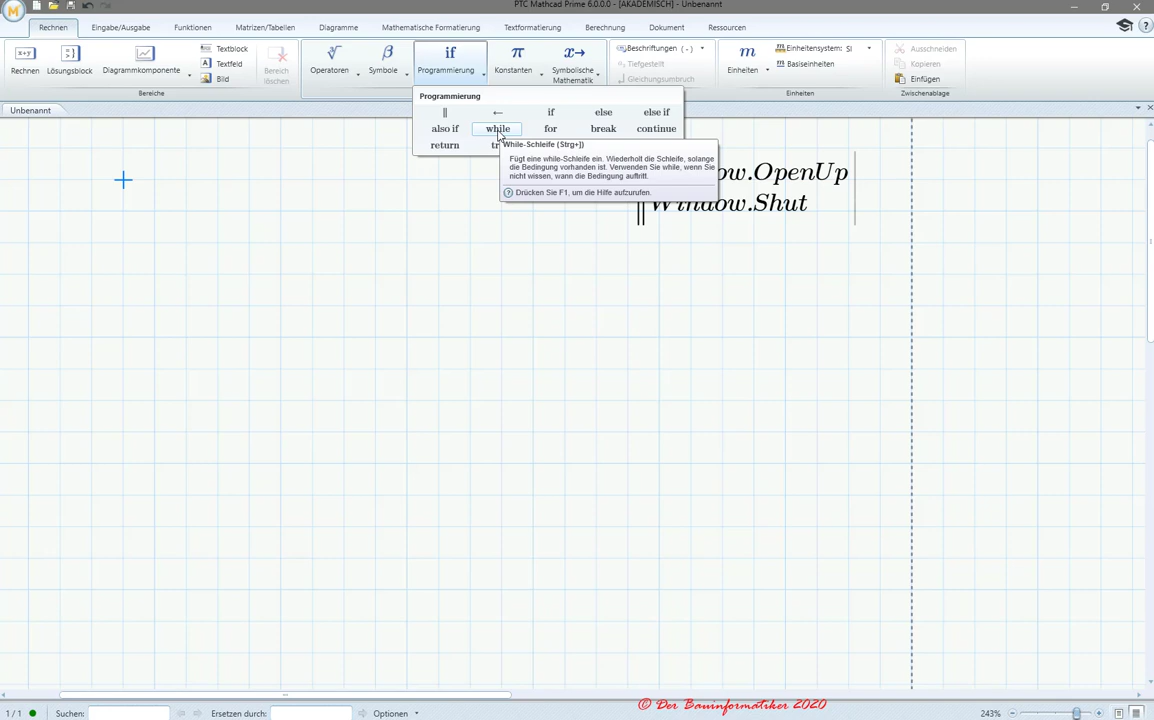 PTC Mathcad Prime 6.0.0.0 - [AKADEMISCH] - Unbenannt
Rechnen Eingabe/Ausgabe Funktionen Matrizen/Tabellen Diagramme Mathematische Formatierung Textformatierung Berechnung Dokument Ressourcen
Rechnen Lösungsblock Diagrammkomponente Textblock Textfeld Bild Bereich löschen
Bereiche
Operatoren Symbole Programmierung Konstanten Symbolische Mathematik
Beschriftungen ( - )
Tiefgestellt
Gleichungsumbruch
Einheiten Einheitensystem: SI
Basiseinheiten
Einheiten
Ausschneiden
Kopieren
Einfügen
Zwischenablage
Unbenannt
Programmierung
‖ ← if else else if
also if while for break continue
return
While-Schleife (Strg+])
Fügt eine while-Schleife ein. Wiederholt die Schleife, solange
die Bedingung vorhanden ist. Verwenden Sie while, wenn Sie
nicht wissen, wann die Bedingung auftritt.
Drücken Sie F1, um die Hilfe aufzurufen.
ow.OpenUp
Window.Shut
© Der Bauinformatiker 2020
1 / 1 Suchen: Ersetzen durch: Optionen 243%